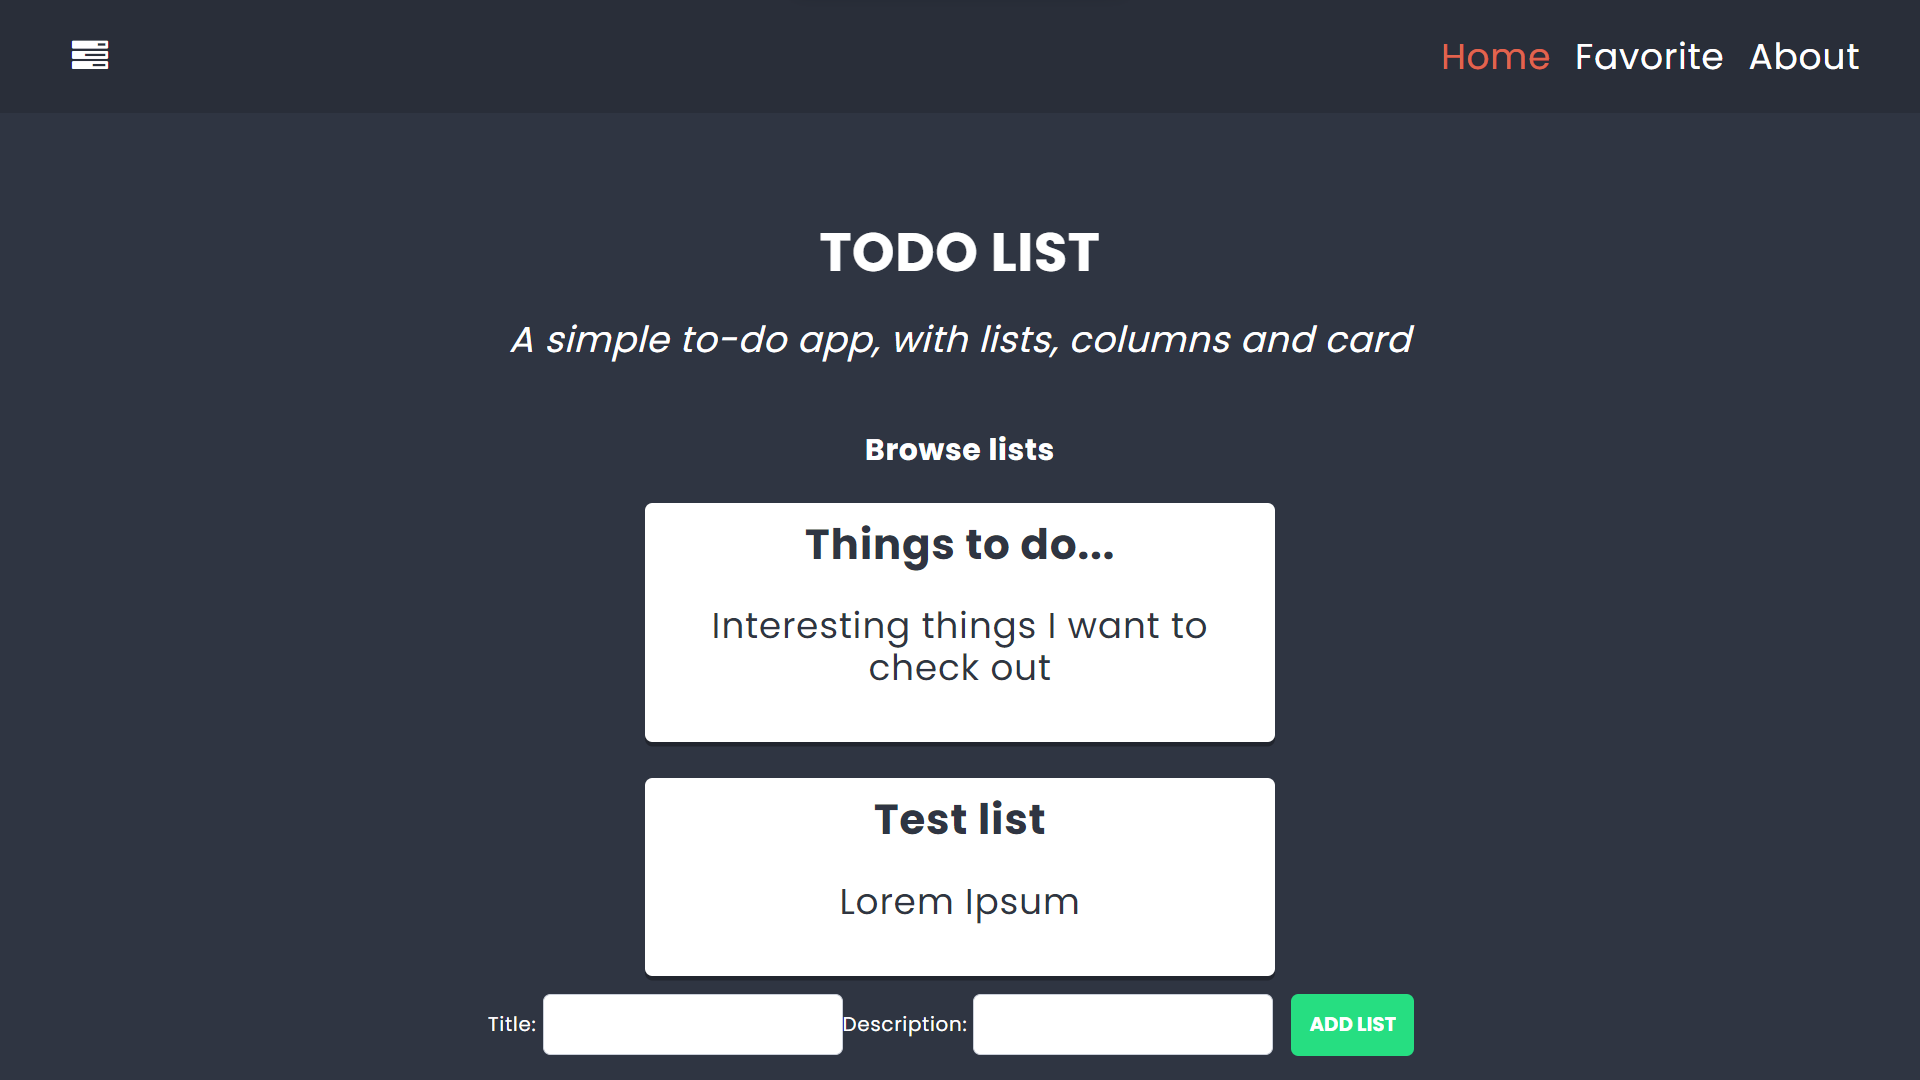 Home Favorite About
TODO LIST
A simple to-do app, with lists, columns and card
Browse lists
Things to do...
Interesting things I want to
check out
Test list
Lorem Ipsum
Title: Description: ADD LIST